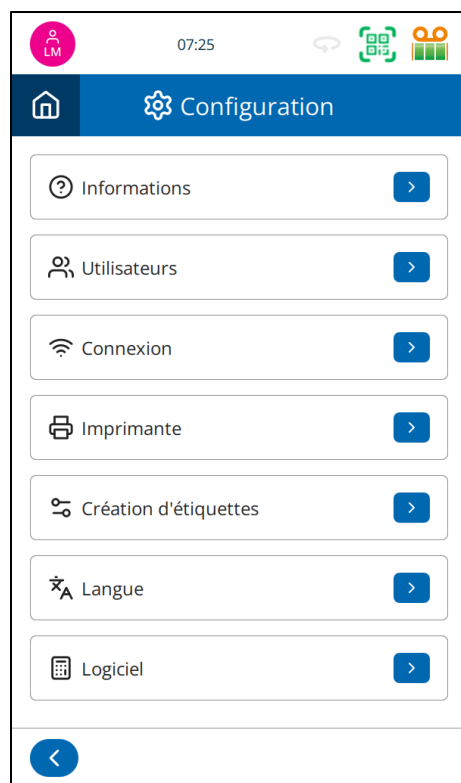 LM
07:25
Configuration
Informations
Utilisateurs
Connexion
Imprimante
Création d'étiquettes
Langue
Logiciel